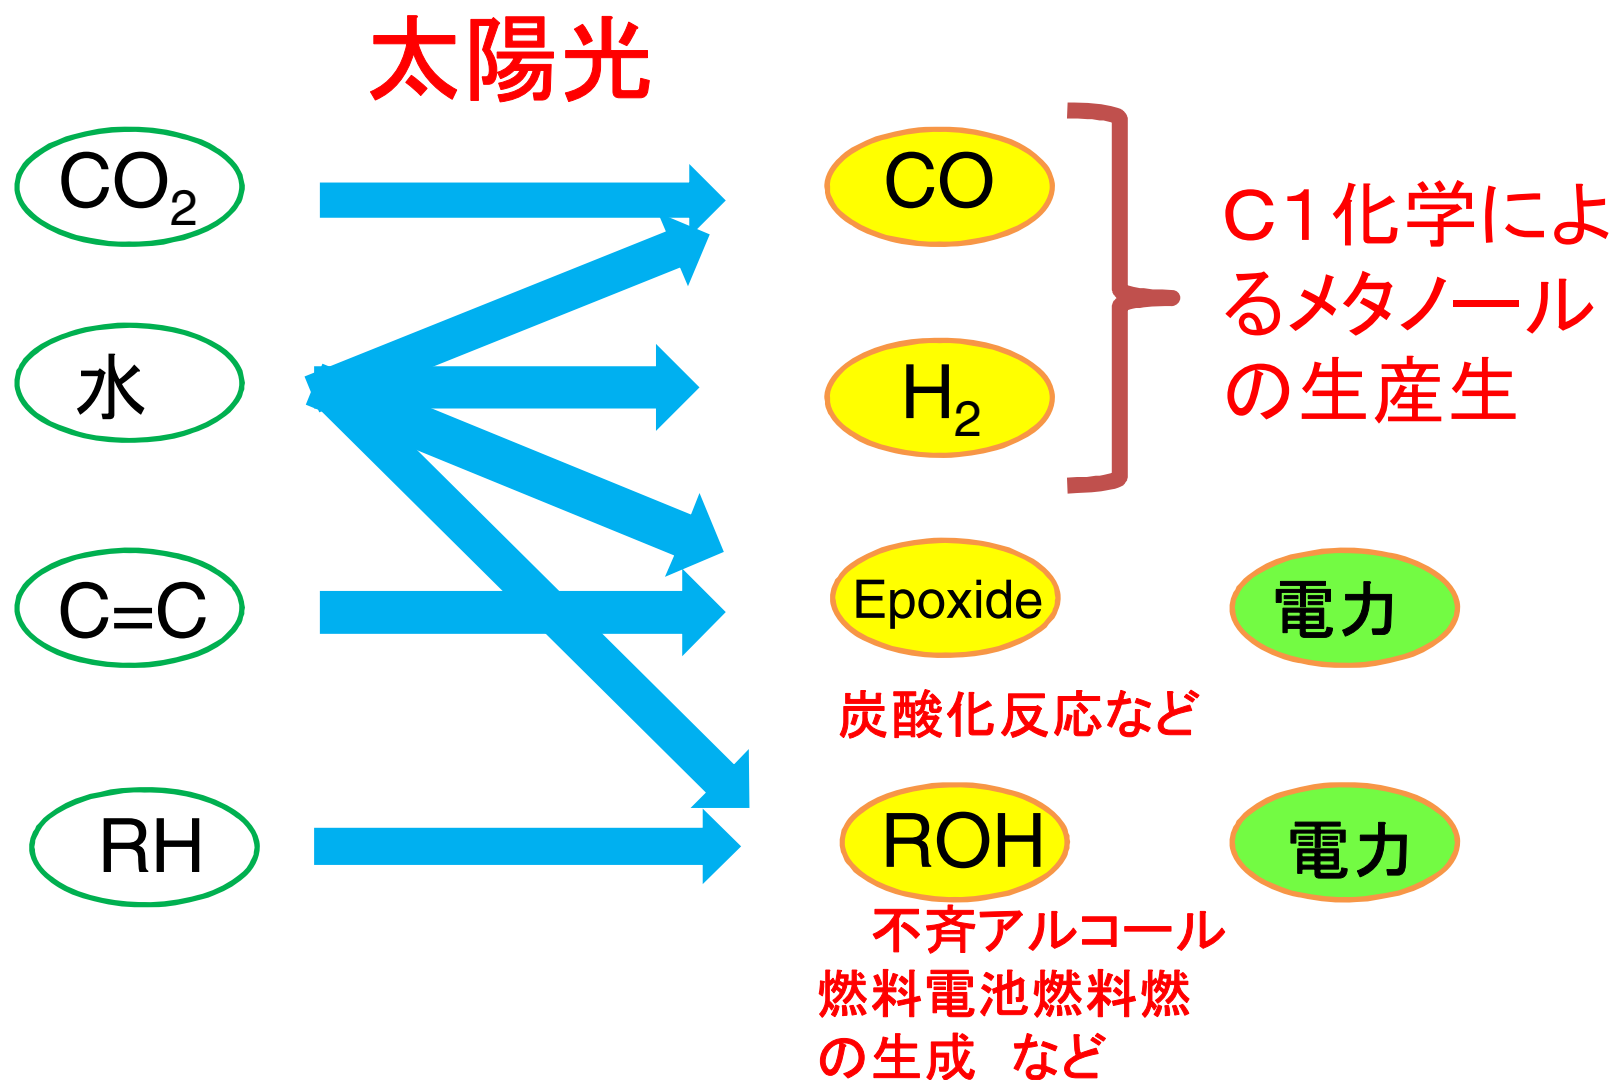 太陽光
CO₂
CO
C１化学によ
るメタノール
の生産生
水
H₂
C=C
Epoxide
電力
炭酸化反応など
RH
ROH
電力
不斉アルコール
燃料電池燃料燃
の生成　など